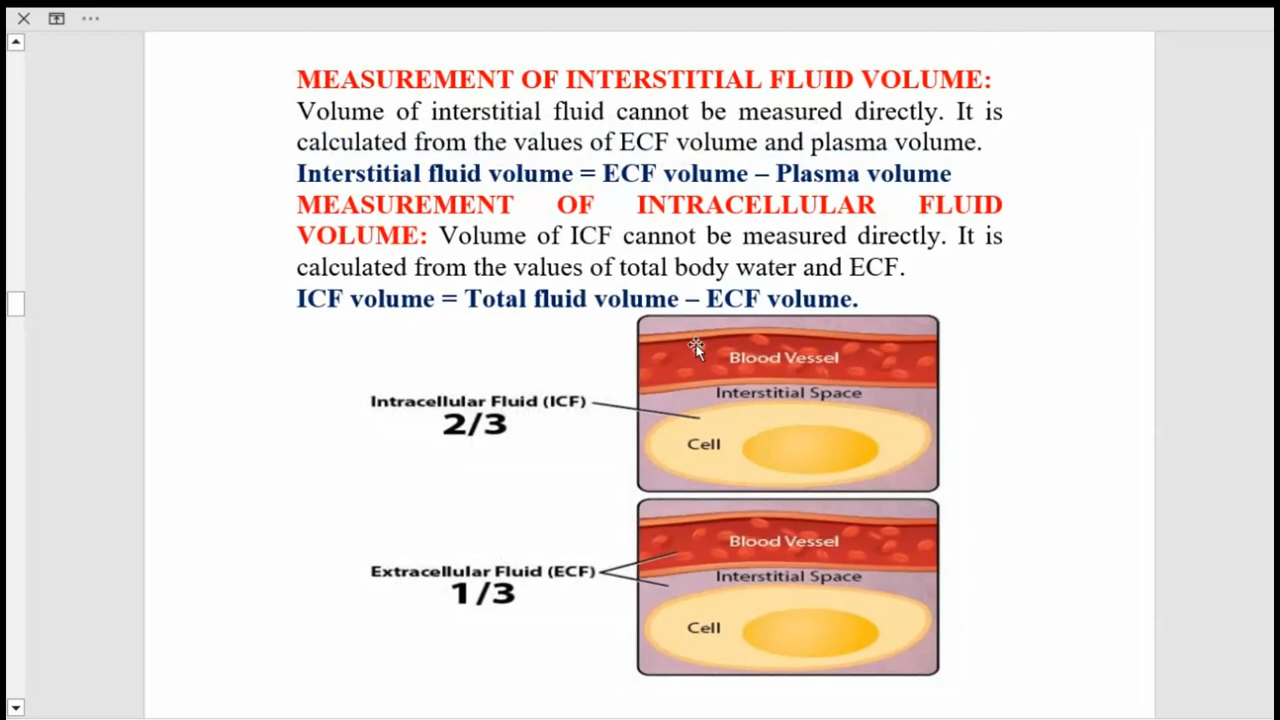 MEASUREMENT OF INTERSTITIAL FLUID VOLUME:
Volume of interstitial fluid cannot be measured directly. It is
calculated from the values of ECF volume and plasma volume.
Interstitial fluid volume = ECF volume – Plasma volume
MEASUREMENT OF INTRACELLULAR FLUID
VOLUME: Volume of ICF cannot be measured directly. It is
calculated from the values of total body water and ECF.
ICF volume = Total fluid volume – ECF volume.
Blood Vessel
Interstitial Space
Intracellular Fluid (ICF)
2/3
Cell
Blood Vessel
Interstitial Space
Extracellular Fluid (ECF)
1/3
Cell